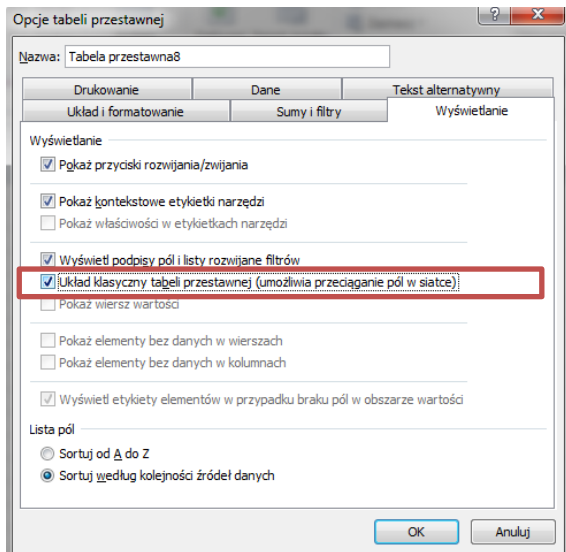 Opcje tabeli przestawnej
Nazwa: Tabela przestawna8
Drukowanie Dane Tekst alternatywny
Układ i formatowanie Sumy i filtry Wyświetlanie
Wyświetlanie
Pokaż przyciski rozwijania/zwijania
Pokaż kontekstowe etykietki narzędzi
Pokaż właściwości w etykietkach narzędzi
Wyświetl podpisy pól i listy rozwijane filtrów
Układ klasyczny tabeli przestawnej (umożliwia przeciąganie pól w siatce)
Pokaż wiersz wartości
Pokaż elementy bez danych w wierszach
Pokaż elementy bez danych w kolumnach
Wyświetl etykiety elementów w przypadku braku pól w obszarze wartości
Lista pól
Sortuj od A do Z
Sortuj według kolejności źródeł danych
OK Anuluj